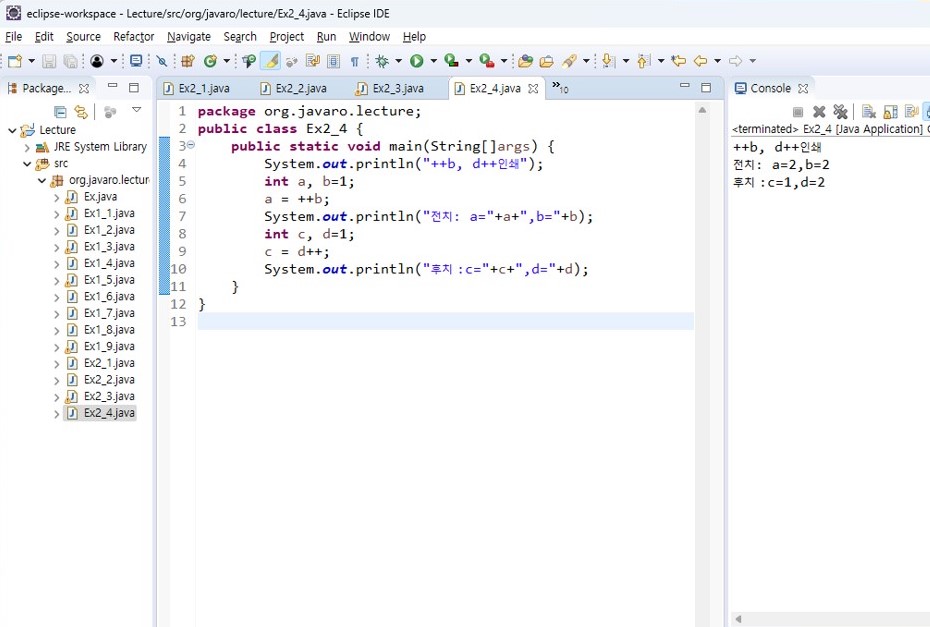 eclipse-workspace - Lecture/src/org/javaro/lecture/Ex2_4.java - Eclipse IDE
File Edit Source Refactor Navigate Search Project Run Window Help
Package...
Lecture
JRE System Library
src
org.javaro.lectur
Ex.java
Ex1_1.java
Ex1_2.java
Ex1_3.java
Ex1_4.java
Ex1_5.java
Ex1_6.java
Ex1_7.java
Ex1_8.java
Ex1_9.java
Ex2_1.java
Ex2_2.java
Ex2_3.java
Ex2_4.java
Ex2_1.java Ex2_2.java Ex2_3.java Ex2_4.java »10
1 package org.javaro.lecture;
2 public class Ex2_4 {
3 public static void main(String[]args) {
4 System.out.println("++b, d++인쇄");
5 int a, b=1;
6 a = ++b;
7 System.out.println("전치: a="+a+",b="+b);
8 int c, d=1;
9 c = d++;
10 System.out.println("후치:c="+c+",d="+d);
11 }
12 }
13
Console
<terminated> Ex2_4 [Java Application] C
++b, d++인쇄
전치: a=2,b=2
후치:c=1,d=2